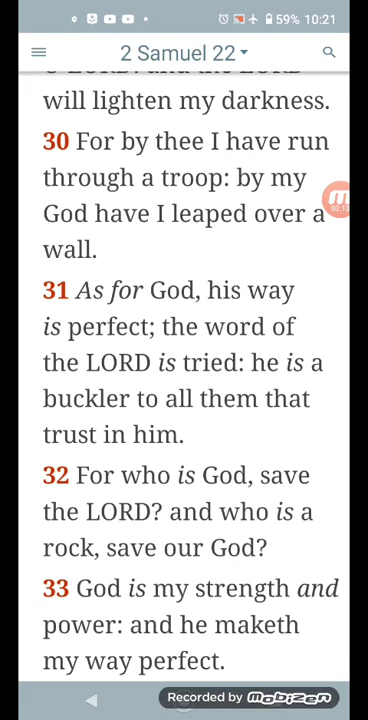 59% 10:21
2 Samuel 22
will lighten my darkness.
30 For by thee I have run
through a troop: by my
God have I leaped over a
wall.
31 As for God, his way
is perfect; the word of
the LORD is tried: he is a
buckler to all them that
trust in him.
32 For who is God, save
the LORD? and who is a
rock, save our God?
33 God is my strength and
power: and he maketh
my way perfect.
Recorded by mobizen